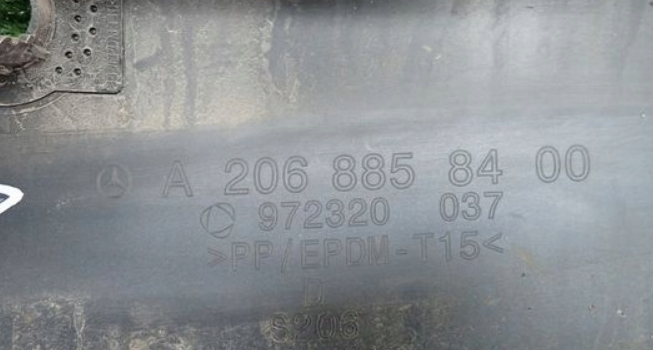 A 206 885 84 00
972320 037
>PP/EPDM-T15<
D
S206